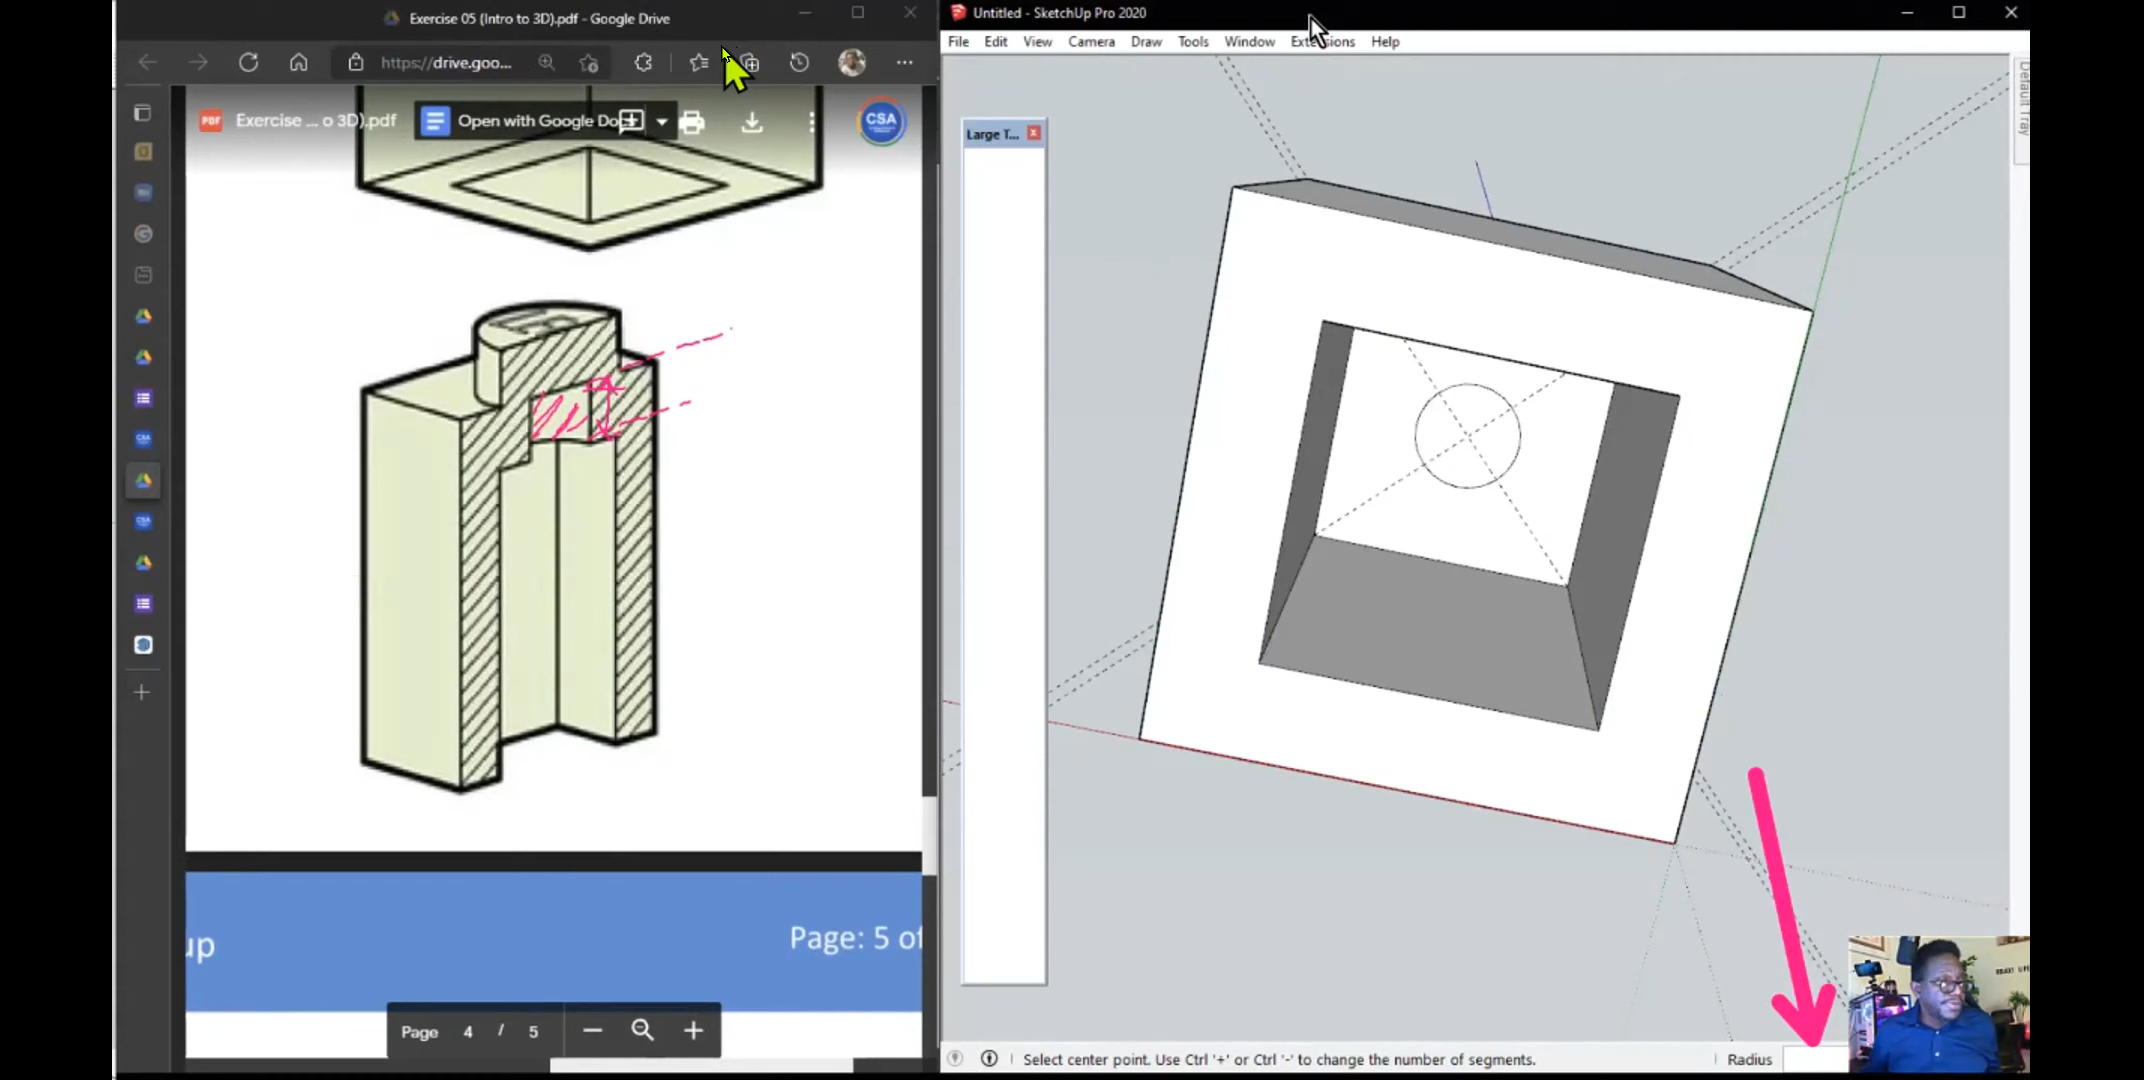 Exercise 05 (Intro to 3D).pdf - Google Drive
https://drive.goo...
PDF Exercise ... o 3D).pdf
Open with Google Do
CSA
up
Page: 5 of
Page 4 / 5
Untitled - SketchUp Pro 2020
File Edit View Camera Draw Tools Window Extensions Help
Large T...
Default Tray
Select center point. Use Ctrl '+' or Ctrl '-' to change the number of segments.
Radius